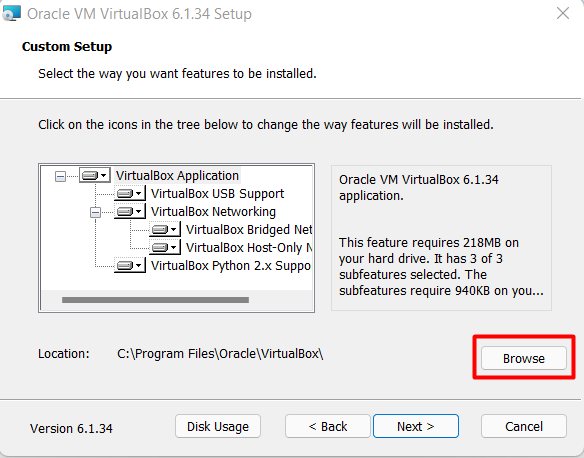 Oracle VM VirtualBox 6.1.34 Setup
Custom Setup
Select the way you want features to be installed.
Click on the icons in the tree below to change the way features will be installed.
VirtualBox Application
VirtualBox USB Support
VirtualBox Networking
VirtualBox Bridged Net
VirtualBox Host-Only N
VirtualBox Python 2.x Suppo
Oracle VM VirtualBox 6.1.34
application.
This feature requires 218MB on
your hard drive. It has 3 of 3
subfeatures selected. The
subfeatures require 940KB on you...
Location: C:\Program Files\Oracle\VirtualBox\
Browse
Version 6.1.34
Disk Usage
< Back
Next >
Cancel